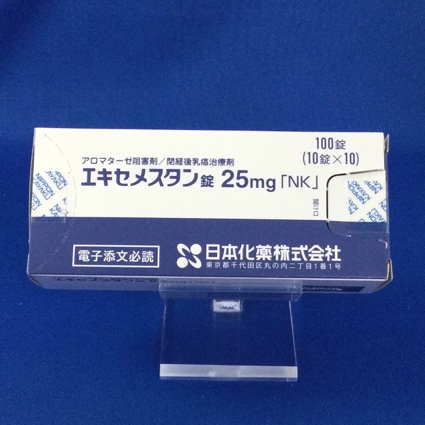 100錠
(10錠×10)
アロマターゼ阻害剤／閉経後乳癌治療剤
エキセメスタン錠 25mg「NK」
開け口
電子添文必読
日本化薬株式会社
東京都千代田区丸の内二丁目1番1号